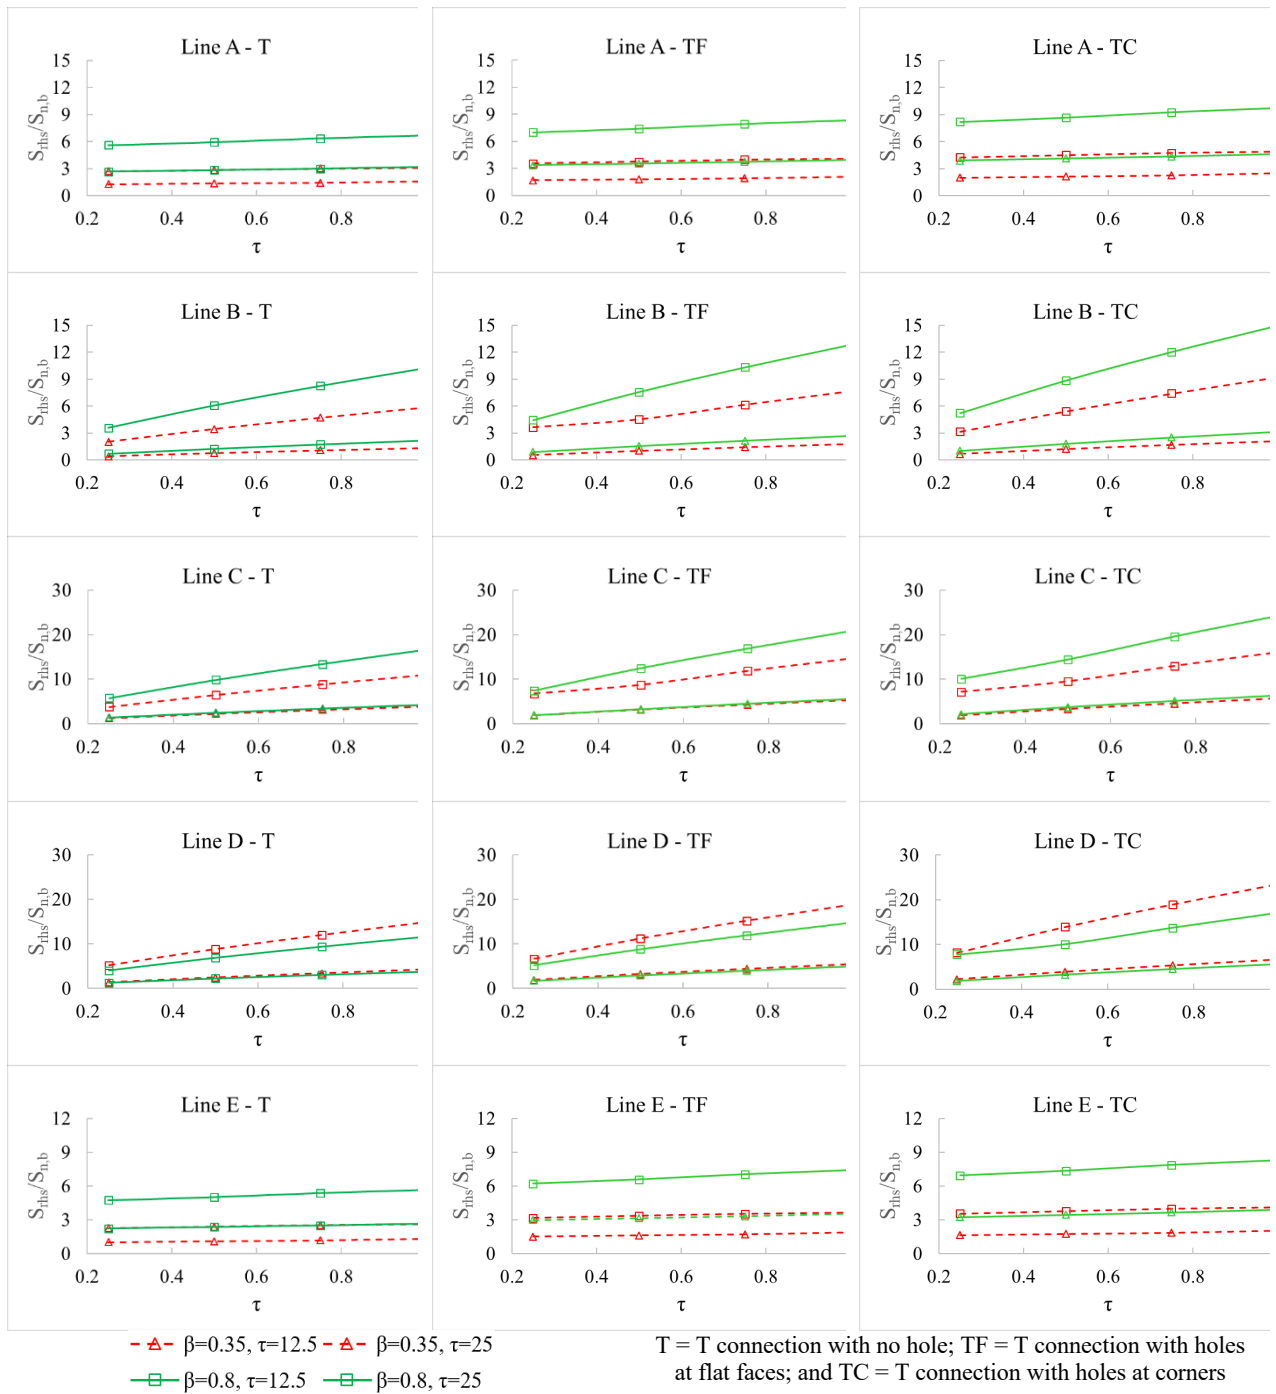 Line A - T
Line A - TF
Line A - TC
15
12
9
6
3
0
S_rhs/S_n,b
0.2 0.4 0.6 0.8
τ
15
12
9
6
3
0
S_rhs/S_n,b
0.2 0.4 0.6 0.8
τ
15
12
9
6
3
0
S_rhs/S_n,b
0.2 0.4 0.6 0.8
τ
Line B - T
Line B - TF
Line B - TC
15
12
9
6
3
0
S_rhs/S_n,b
0.2 0.4 0.6 0.8
τ
15
12
9
6
3
0
S_rhs/S_n,b
0.2 0.4 0.6 0.8
τ
15
12
9
6
3
0
S_rhs/S_n,b
0.2 0.4 0.6 0.8
τ
Line C - T
Line C - TF
Line C - TC
30
20
10
0
S_rhs/S_n,b
0.2 0.4 0.6 0.8
τ
30
20
10
0
S_rhs/S_n,b
0.2 0.4 0.6 0.8
τ
30
20
10
0
S_rhs/S_n,b
0.2 0.4 0.6 0.8
τ
Line D - T
Line D - TF
Line D - TC
30
20
10
0
S_rhs/S_n,b
0.2 0.4 0.6 0.8
τ
30
20
10
0
S_rhs/S_n,b
0.2 0.4 0.6 0.8
τ
30
20
10
0
S_rhs/S_n,b
0.2 0.4 0.6 0.8
τ
Line E - T
Line E - TF
Line E - TC
12
9
6
3
0
S_rhs/S_n,b
0.2 0.4 0.6 0.8
τ
12
9
6
3
0
S_rhs/S_n,b
0.2 0.4 0.6 0.8
τ
12
9
6
3
0
S_rhs/S_n,b
0.2 0.4 0.6 0.8
τ
β=0.35, τ=12.5 β=0.35, τ=25
β=0.8, τ=12.5 β=0.8, τ=25
T = T connection with no hole; TF = T connection with holes
at flat faces; and TC = T connection with holes at corners